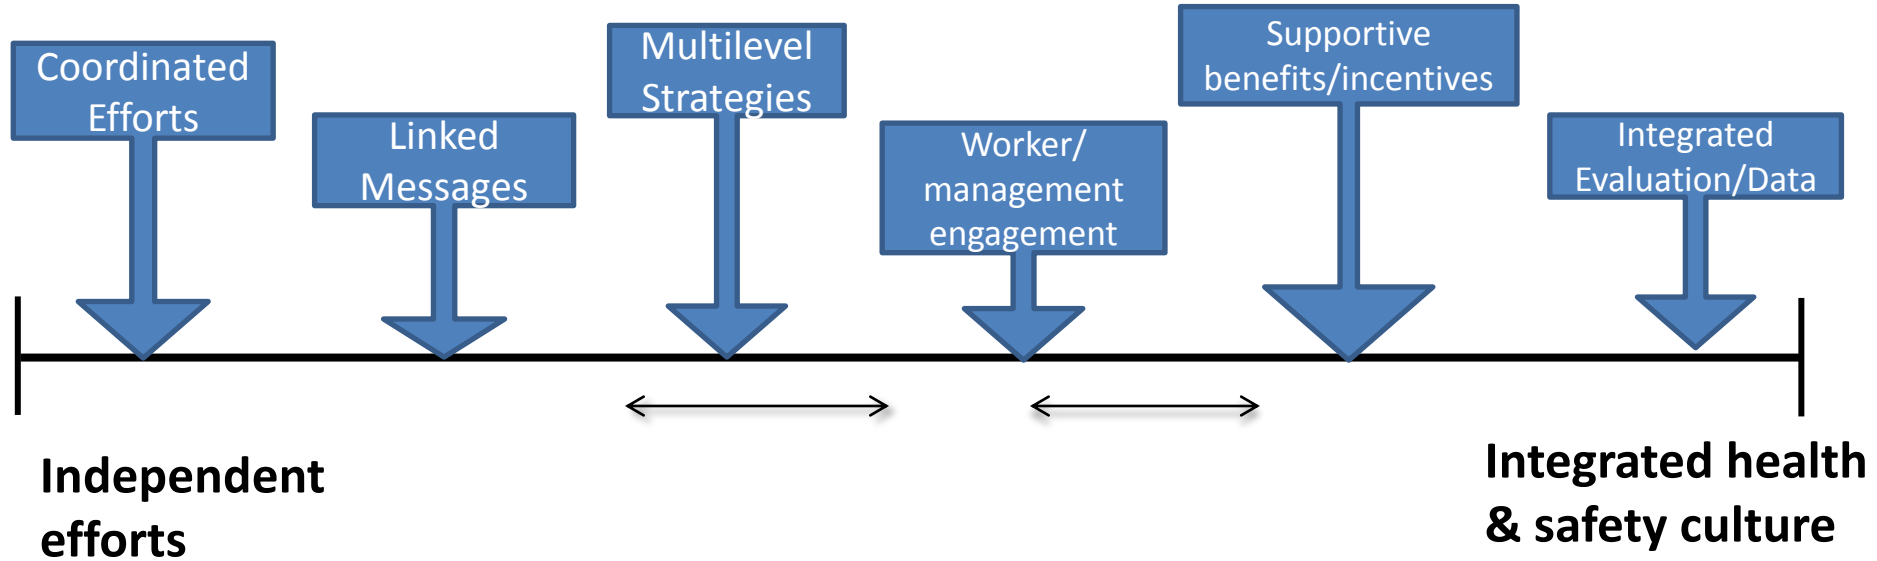 Coordinated
Efforts
Linked
Messages
Multilevel
Strategies
Worker/
management
engagement
Supportive
benefits/incentives
Integrated
Evaluation/Data
Independent
efforts
Integrated health
& safety culture